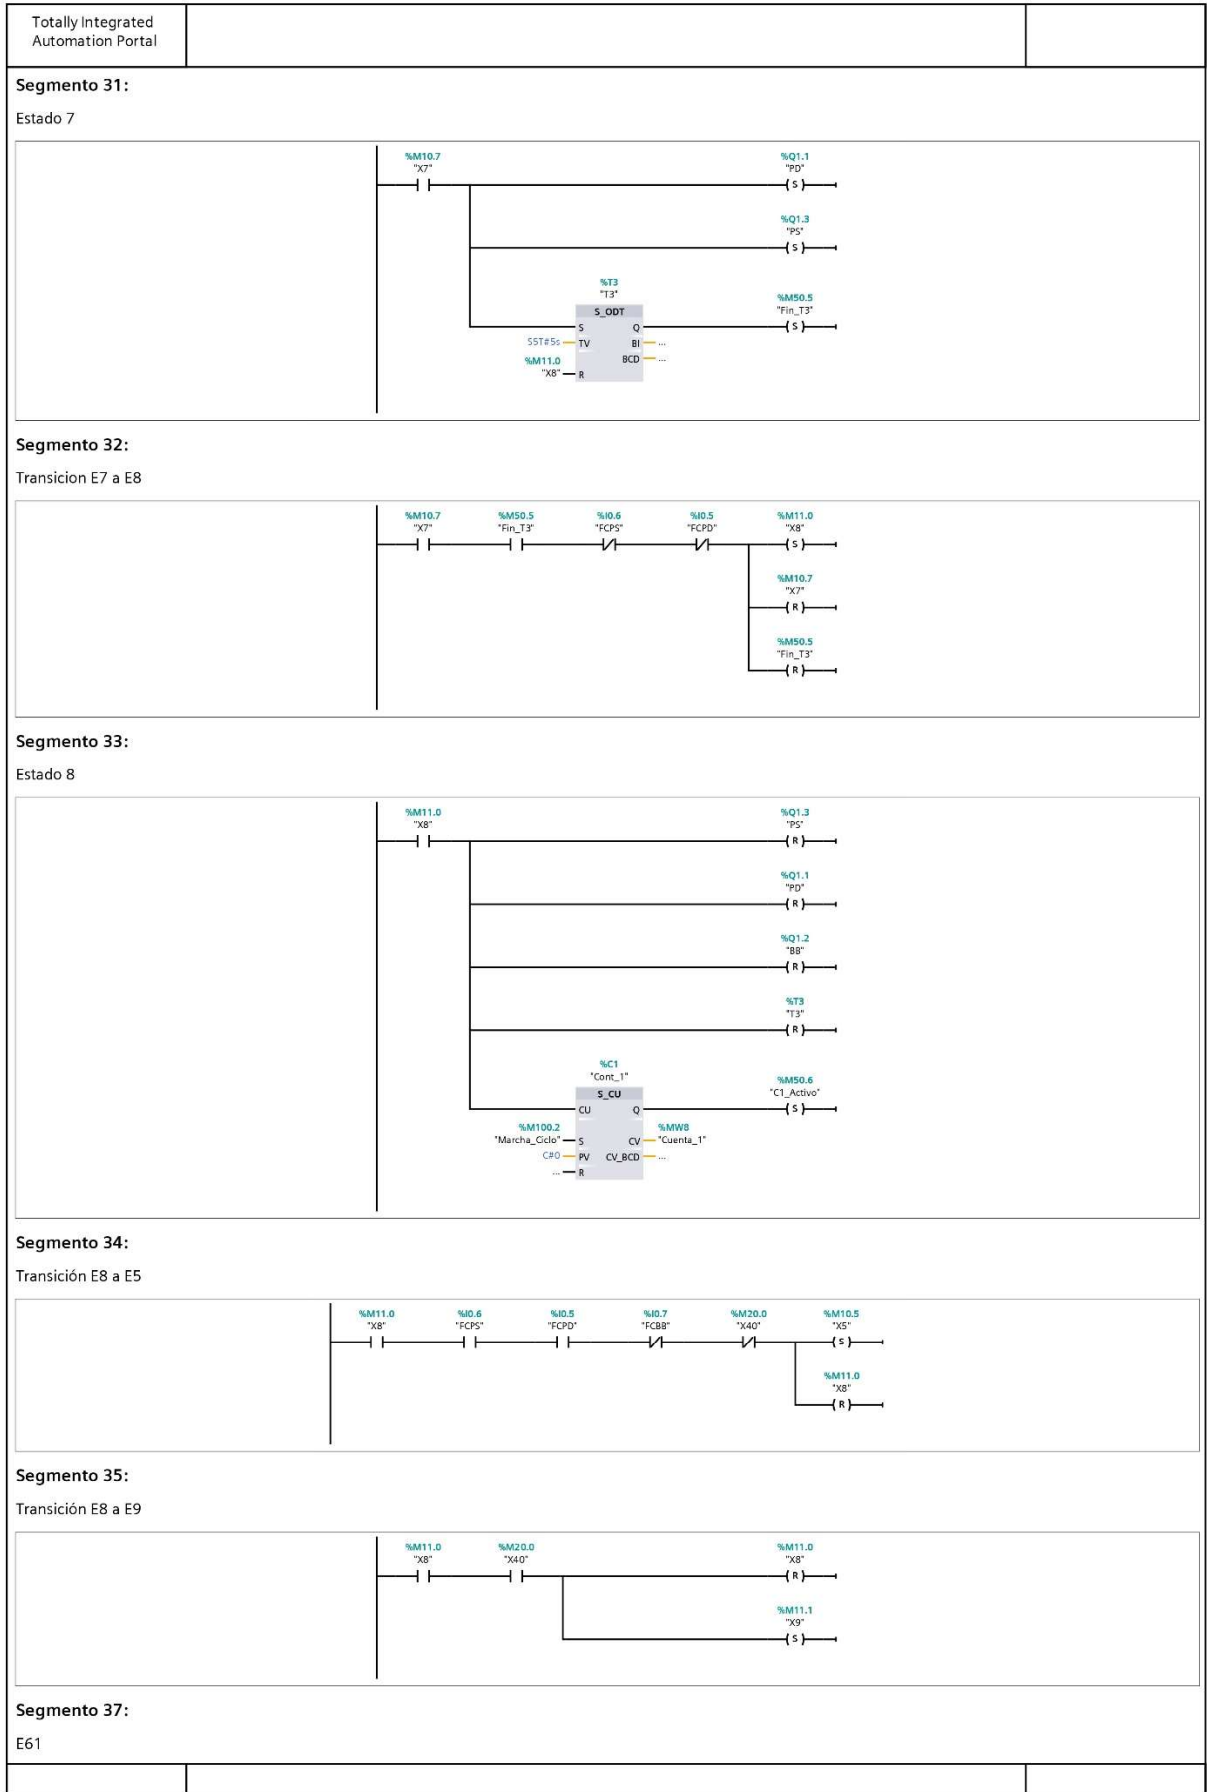 Totally Integrated
Automation Portal
Segmento 31:
Estado 7
%M10.7
"X7"
%Q1.1
"PD"
S
%Q1.3
"PS"
S
%T3
"T3"
S_ODT
%M50.5
"Fin_T3"
S
S
Q
S5T#5s
TV
BI
...
BCD
...
%M11.0
"X8"
R
Segmento 32:
Transicion E7 a E8
%M10.7
"X7"
%M50.5
"Fin_T3"
%I0.6
"FCPS"
%I0.5
"FCPD"
%M11.0
"X8"
S
%M10.7
"X7"
R
%M50.5
"Fin_T3"
R
Segmento 33:
Estado 8
%M11.0
"X8"
%Q1.3
"PS"
R
%Q1.1
"PD"
R
%Q1.2
"BB"
R
%T3
"T3"
R
%C1
"Cont_1"
S_CU
%M50.6
"C1_Activo"
S
CU
Q
%M100.2
"Marcha_Ciclo"
S
CV
%MW8
"Cuenta_1"
C#0
PV
CV_BCD
...
...
R
Segmento 34:
Transición E8 a E5
%M11.0
"X8"
%I0.6
"FCPS"
%I0.5
"FCPD"
%I0.7
"FCBB"
%M20.0
"X40"
%M10.5
"X5"
S
%M11.0
"X8"
R
Segmento 35:
Transición E8 a E9
%M11.0
"X8"
%M20.0
"X40"
%M11.0
"X8"
R
%M11.1
"X9"
S
Segmento 37:
E61